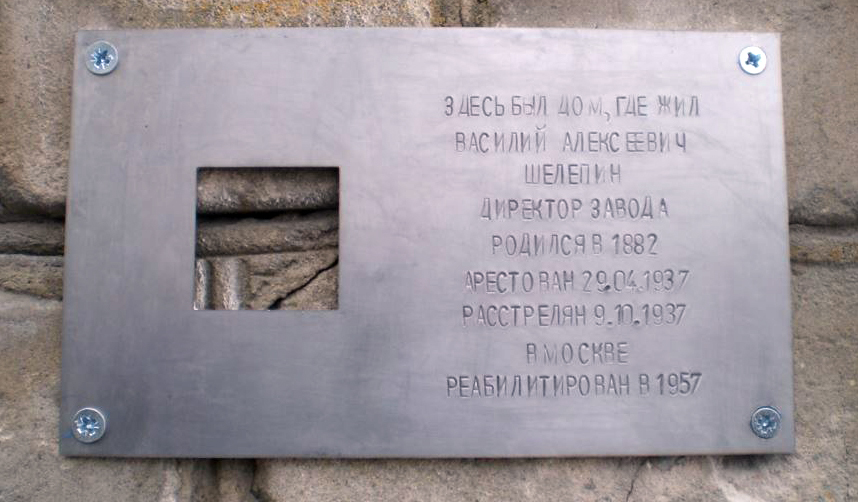 ЗДЕСЬ БЫЛ ДОМ, ГДЕ ЖИЛ
ВАСИЛИЙ АЛЕКСЕЕВИЧ
ШЕЛЕПИН
ДИРЕКТОР ЗАВОДА
РОДИЛСЯ В 1882
АРЕСТОВАН 29.04.1937
РАССТРЕЛЯН 9.10.1937
В МОСКВЕ
РЕАБИЛИТИРОВАН В 1957